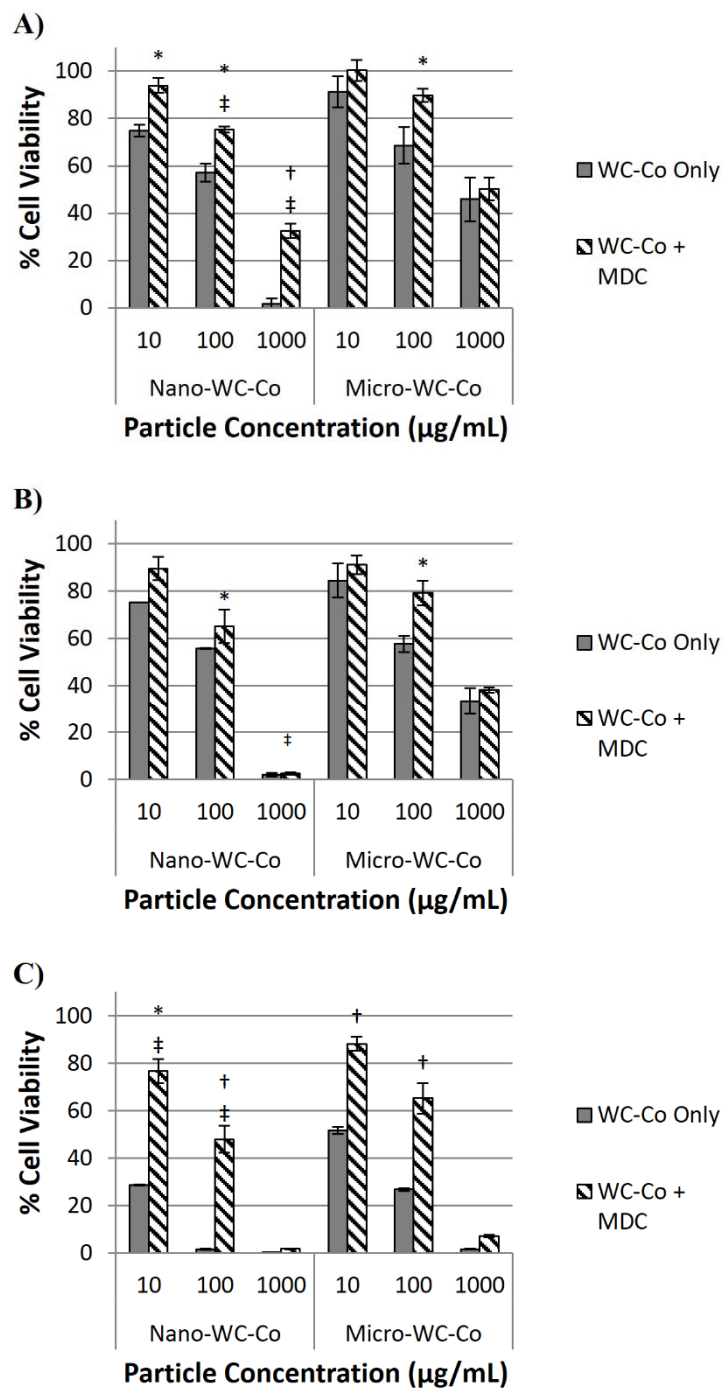 A)
* * *
‡ †
‡
100
80
60
40
20
0
% Cell Viability
WC-Co Only
WC-Co +
MDC
10 100 1000 10 100 1000
Nano-WC-Co Micro-WC-Co
Particle Concentration (µg/mL)
B)
* *
‡
100
80
60
40
20
0
% Cell Viability
WC-Co Only
WC-Co +
MDC
10 100 1000 10 100 1000
Nano-WC-Co Micro-WC-Co
Particle Concentration (µg/mL)
C)
* †
‡ † †
‡
100
80
60
40
20
0
% Cell Viability
WC-Co Only
WC-Co +
MDC
10 100 1000 10 100 1000
Nano-WC-Co Micro-WC-Co
Particle Concentration (µg/mL)